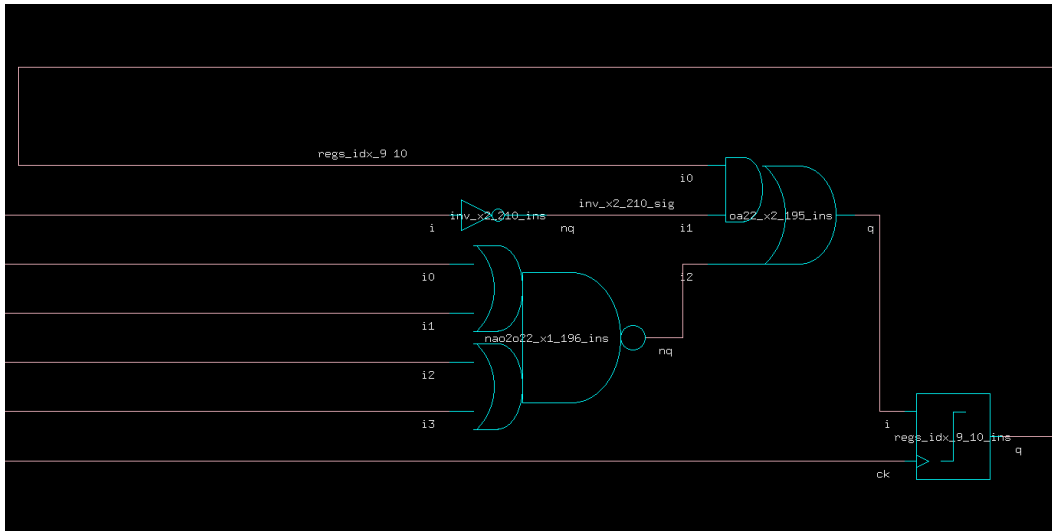 regs_idx_9 10
i0
inv_x2_210_sig
inv_x2_210_ins
oa22_x2_195_ins
i
nq
i1
q
i0
i2
i1
nao2o22_x1_196_ins
nq
i2
i3
i
regs_idx_9_10_ins
q
ck